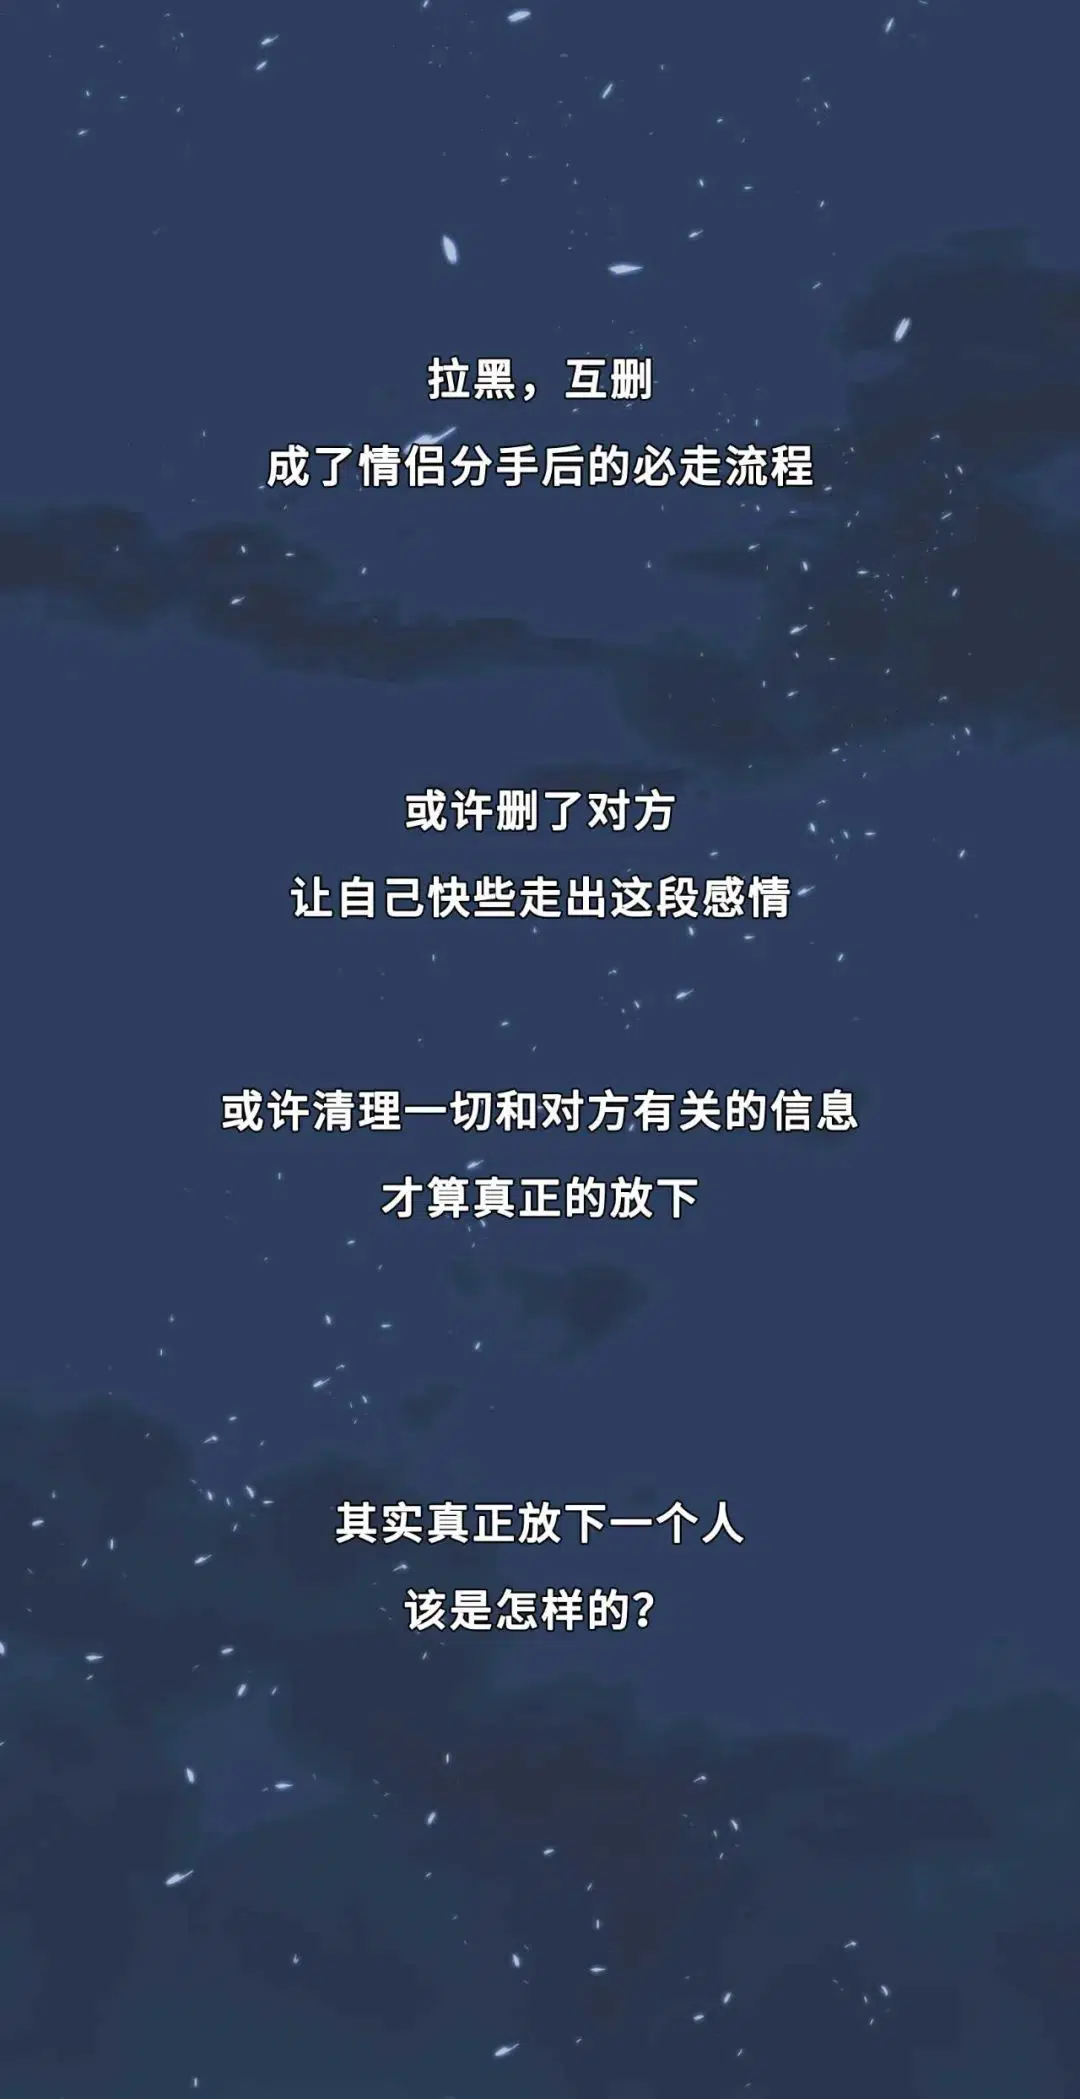 拉黑，互删
成了情侣分手后的必走流程
或许删了对方
让自己快些走出这段感情
或许清理一切和对方有关的信息
才算真正的放下
其实真正放下一个人
该是怎样的？